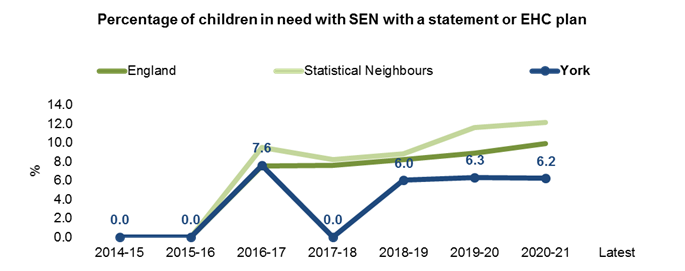 Percentage of children in need with SEN with a statement or EHC plan
England Statistical Neighbours York
14.0
12.0
10.0
8.0
6.0
4.0
2.0
0.0
%
0.0 0.0 7.6 0.0 6.0 6.3 6.2
2014-15 2015-16 2016-17 2017-18 2018-19 2019-20 2020-21 Latest